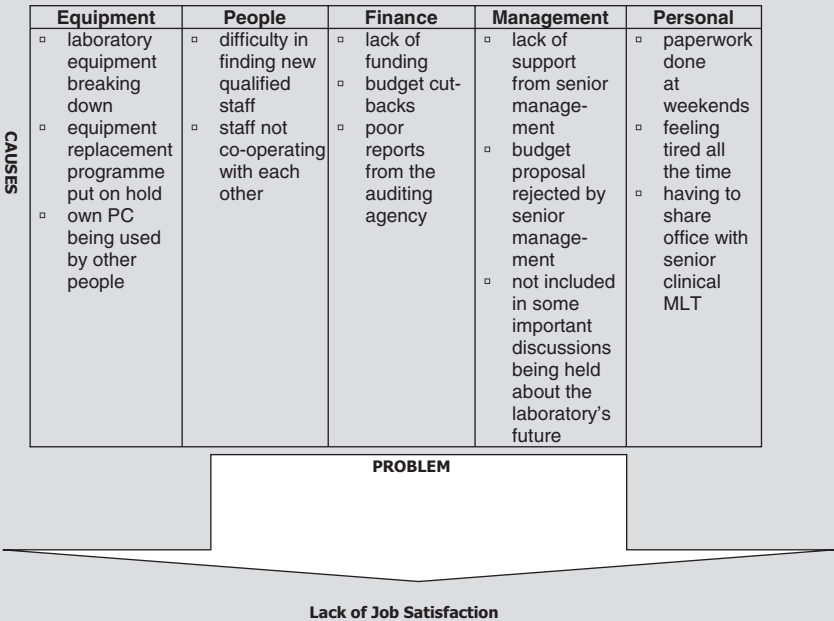 Equipment
People
Finance
Management
Personal
CAUSES
▫ laboratory
equipment
breaking
down
▫ equipment
replacement
programme
put on hold
▫ own PC
being used
by other
people
▫ difficulty in
finding new
qualified
staff
▫ staff not
co-operating
with each
other
▫ lack of
funding
▫ budget cut-
backs
▫ poor
reports
from the
auditing
agency
▫ lack of
support
from senior
manage-
ment
▫ budget
proposal
rejected by
senior
manage-
ment
▫ not included
in some
important
discussions
being held
about the
laboratory's
future
▫ paperwork
done
at
weekends
▫ feeling
tired all
the time
▫ having to
share
office with
senior
clinical
MLT
PROBLEM
Lack of Job Satisfaction